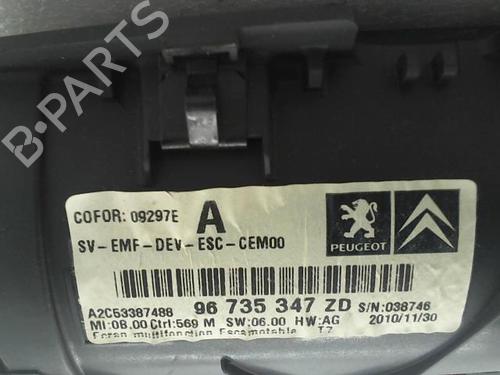 COFOR: 09297E A
SV-EMF-DEV-ESC-CEM00
PEUGEOT
A2C53387488 96 735 347 ZD S/N:038746
MI:08.00 Ctrl:569 M SW:06.00 HW:AG 2010/11/30
Ecran multifonction Escamotable T7
B-PARTS